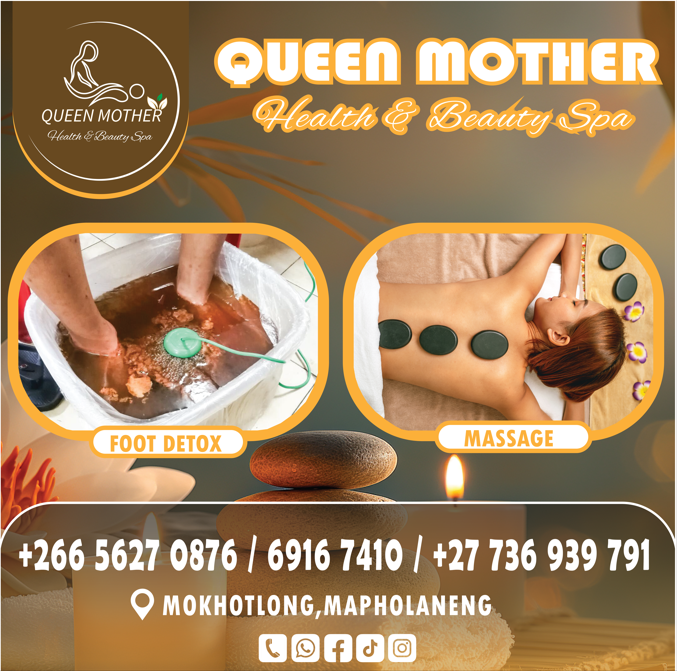 QUEEN MOTHER
Health & Beauty Spa
QUEEN MOTHER
Health & Beauty Spa
FOOT DETOX
MASSAGE
+266 5627 0876 / 6916 7410 / +27 736 939 791
MOKHOTLONG,MAPHOLANENG